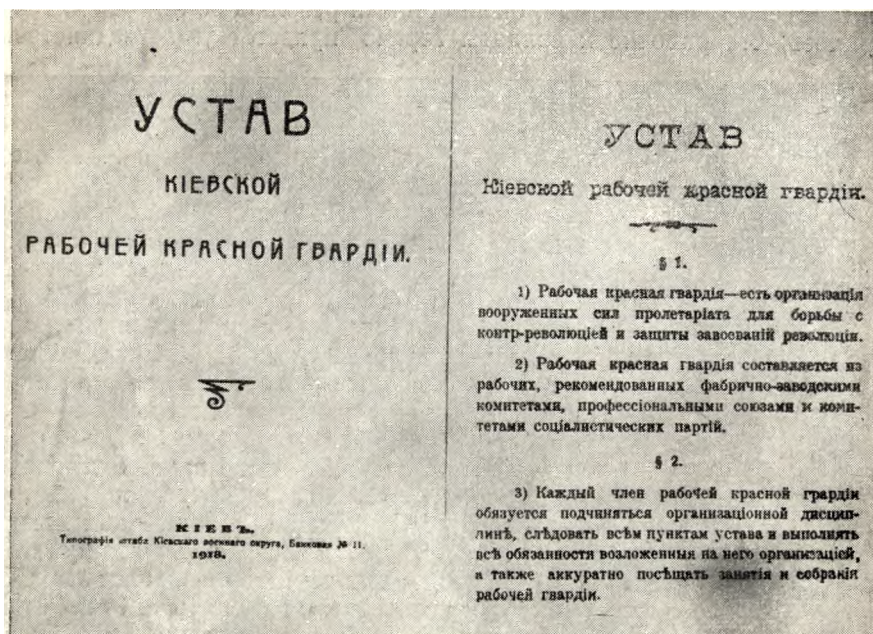 УСТАВ
КІЕВСКОЙ
РАБОЧЕЙ КРАСНОЙ ГВАРДІИ.
КІЕВЪ.
Типографія штаба Кіевскаго военнаго округа, Банковая № 11.
1918.
УСТАВ
Кіевской рабочей красной гвардіи.
§ 1.
1) Рабочая красная гвардія—есть организація
вооруженных сил пролетаріата для борьбы с
контр-революціей и защиты завоеваній революція.
2) Рабочая красная гвардія составляется из
рабочих, рекомендованных фабрично-заводскими
комитетами, профессіональными союзами и коми-
тетами соціалистических партій.
§ 2.
3) Каждый член рабочей красной грардіи
обязуется подчиняться организаціонной дисцип-
линѣ, слѣдовать всѣм пунктам устава и выполнять
всѣ обязанности возложенныя на него организаціей,
а также аккуратно посѣщать занятія и собранія
рабочей гвардіи.